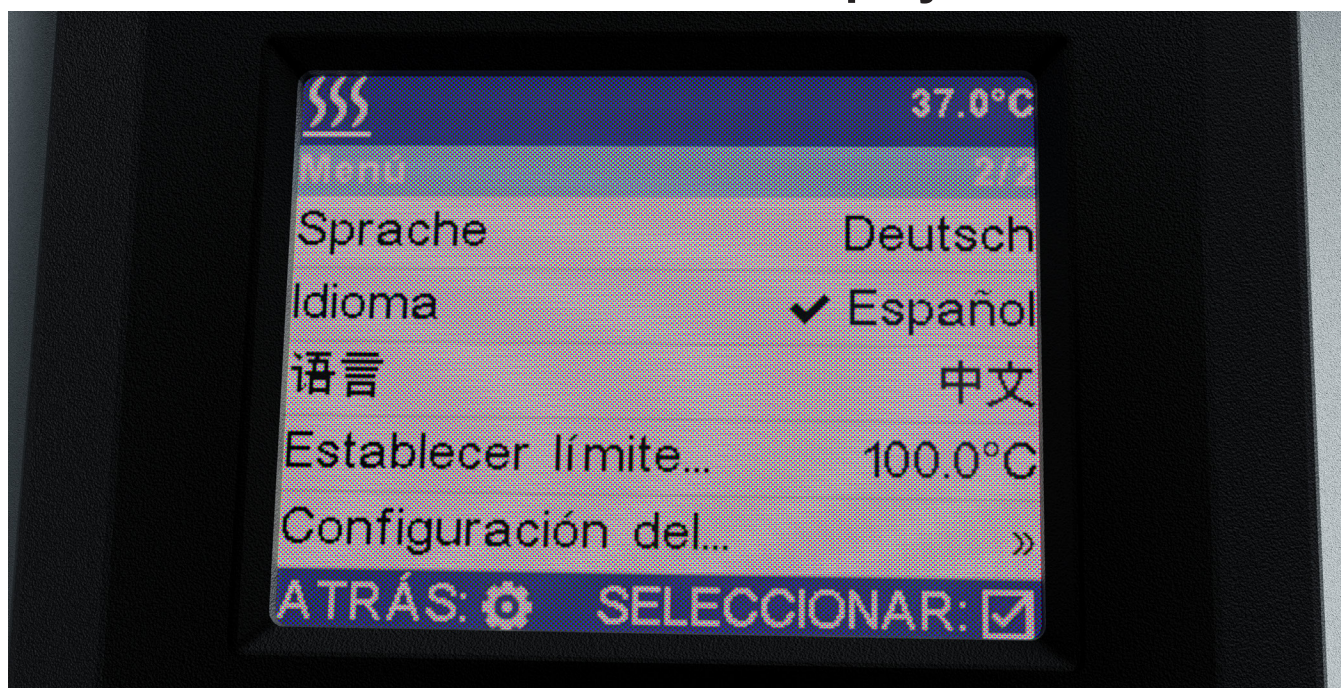 37.0°C
Menú 2/2
Sprache Deutsch
Idioma ✔ Español
语言 中文
Establecer límite... 100.0°C
Configuración del... »
ATRÁS: SELECCIONAR: